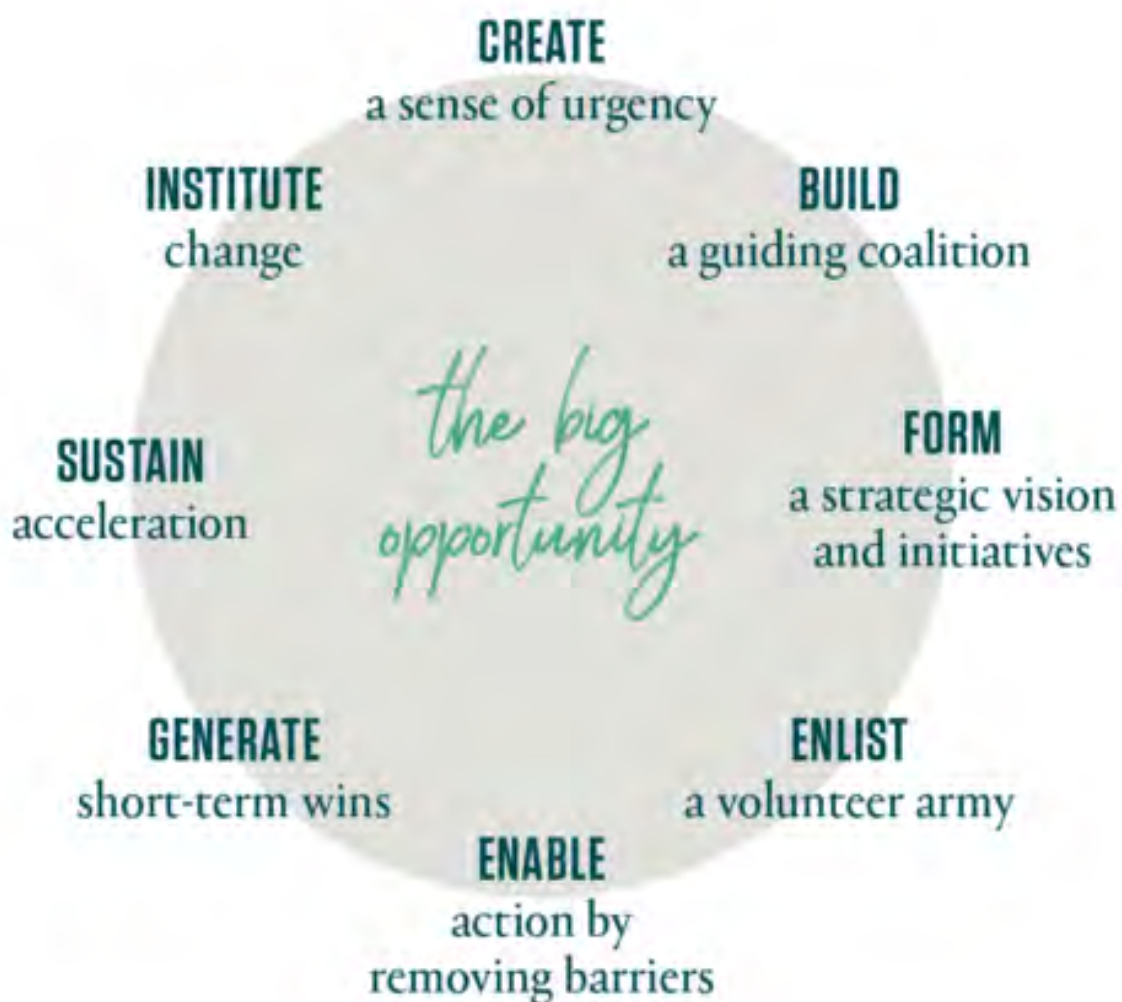 CREATE
a sense of urgency
BUILD
a guiding coalition
FORM
a strategic vision
and initiatives
ENLIST
a volunteer army
ENABLE
action by
removing barriers
GENERATE
short-term wins
SUSTAIN
acceleration
INSTITUTE
change
the big
opportunity